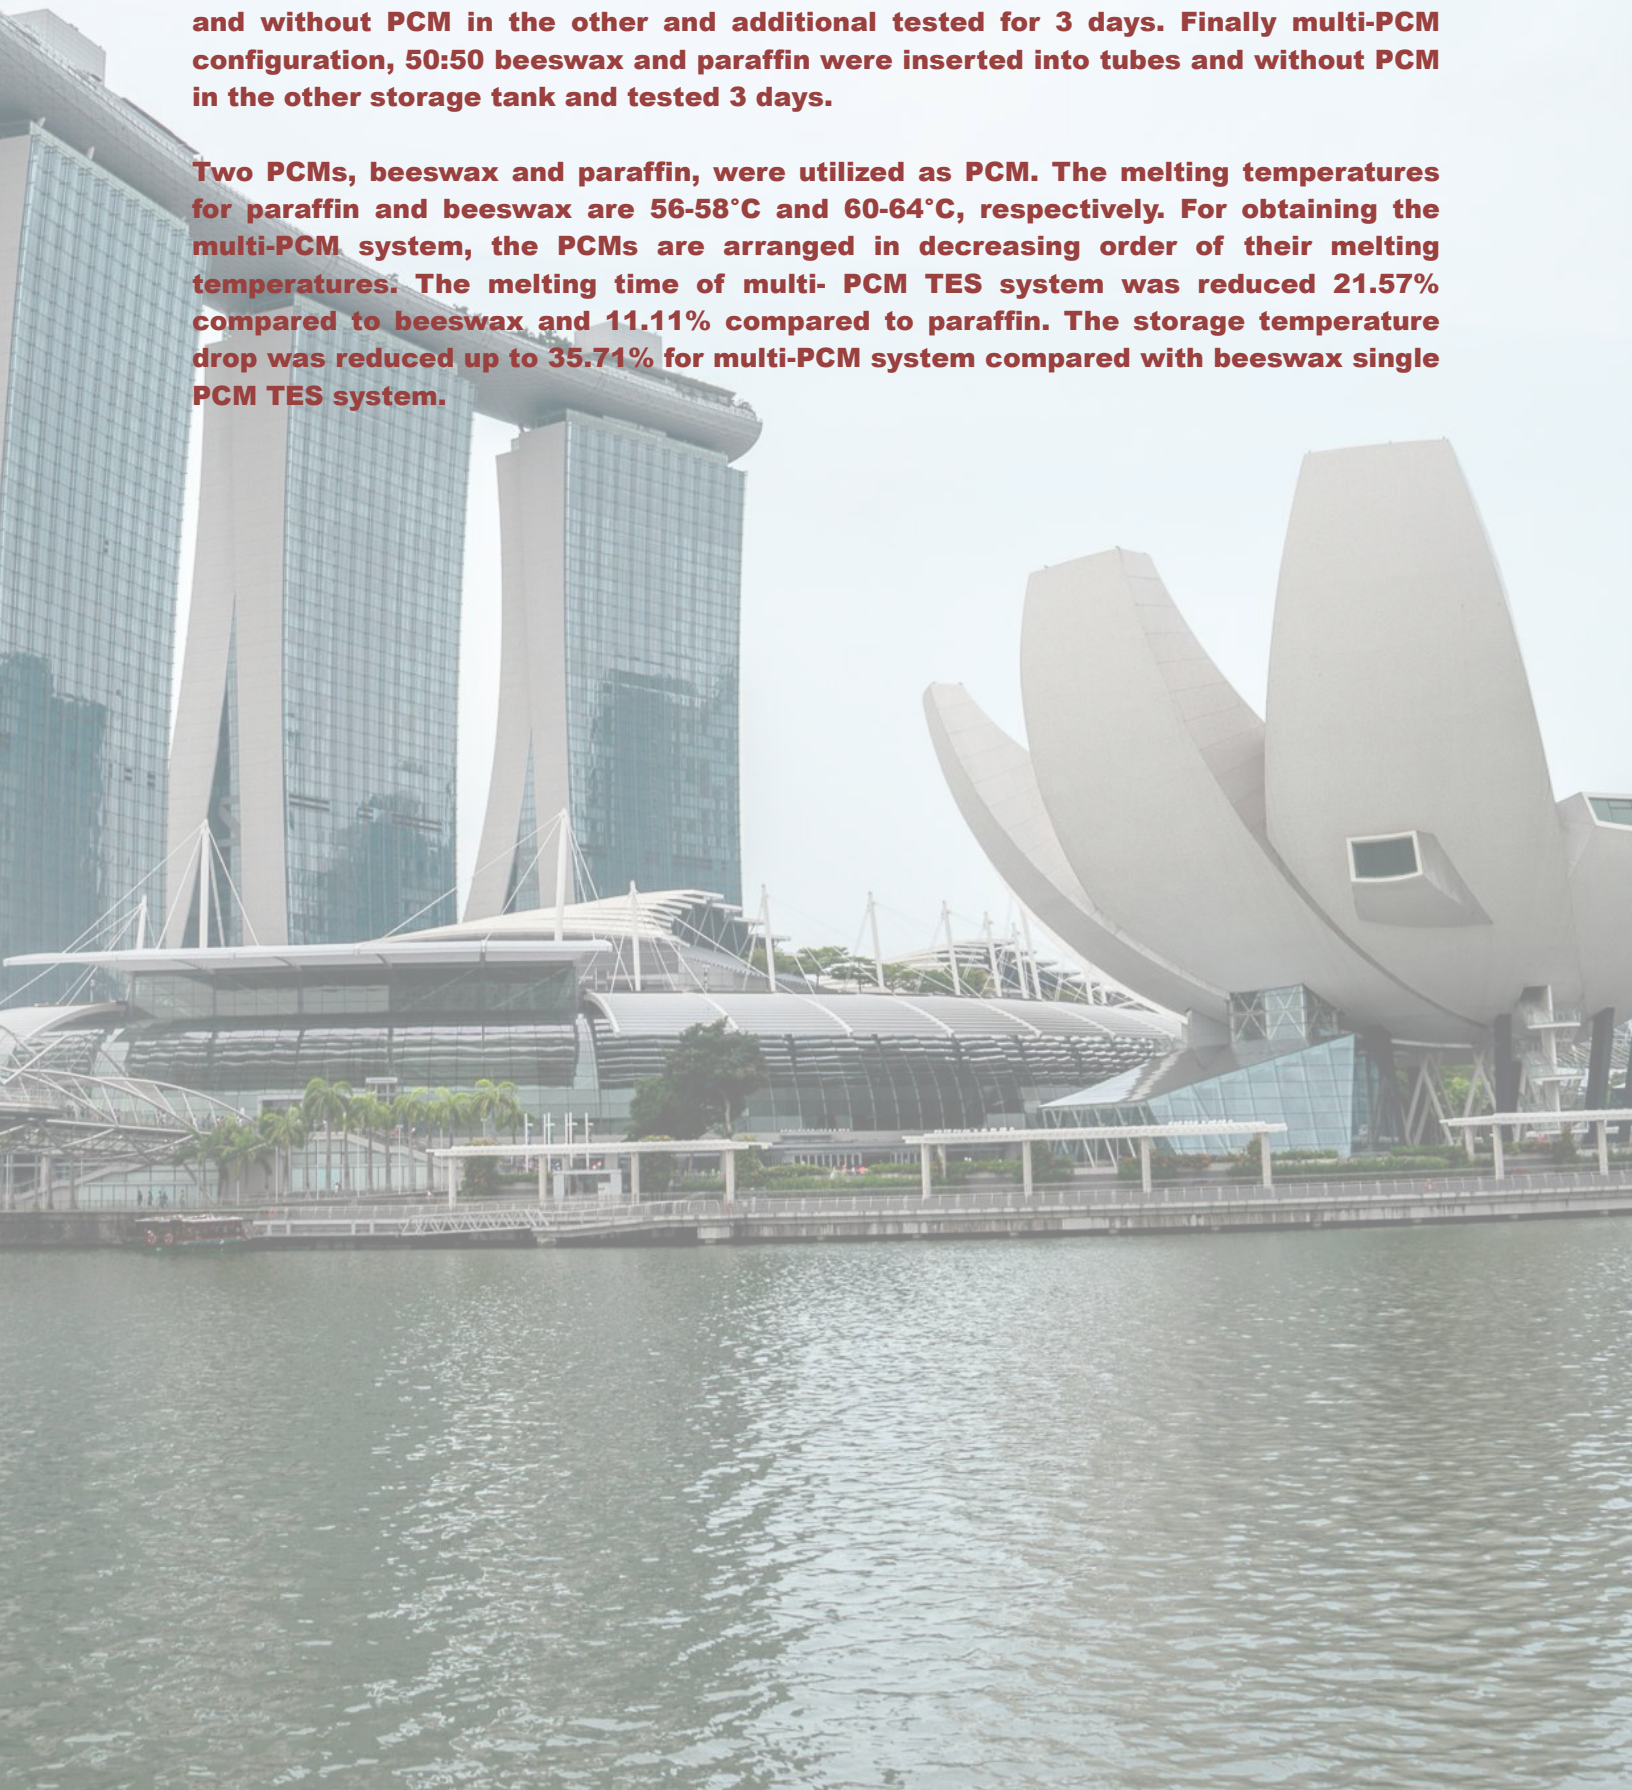 and without PCM in the other and additional tested for 3 days. Finally multi-PCM
configuration, 50:50 beeswax and paraffin were inserted into tubes and without PCM
in the other storage tank and tested 3 days.
Two PCMs, beeswax and paraffin, were utilized as PCM. The melting temperatures
for paraffin and beeswax are 56-58°C and 60-64°C, respectively. For obtaining the
multi-PCM system, the PCMs are arranged in decreasing order of their melting
temperatures. The melting time of multi- PCM TES system was reduced 21.57%
compared to beeswax and 11.11% compared to paraffin. The storage temperature
drop was reduced up to 35.71% for multi-PCM system compared with beeswax single
PCM TES system.